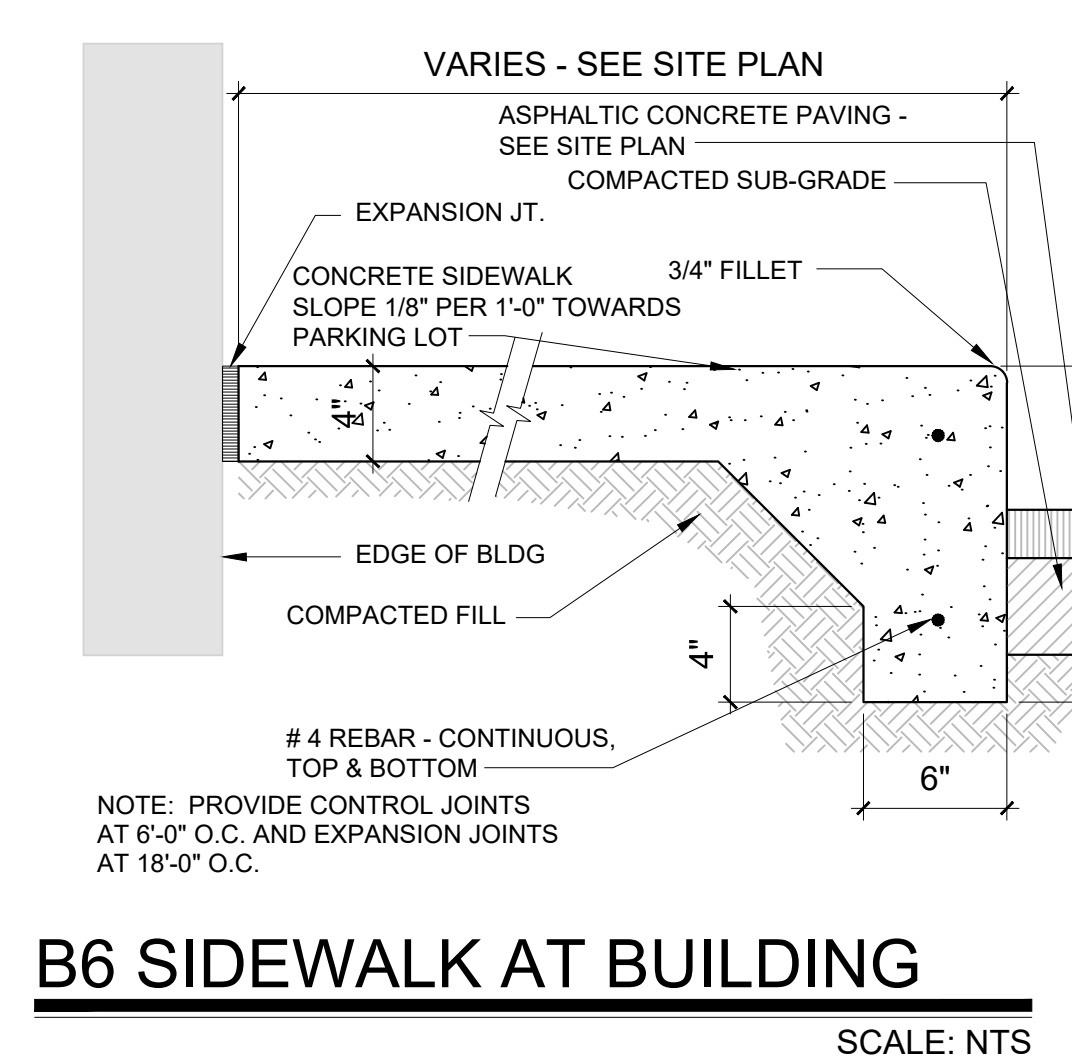 VARIES - SEE SITE PLAN
ASPHALTIC CONCRETE PAVING -
SEE SITE PLAN
COMPACTED SUB-GRADE
EXPANSION JT.
CONCRETE SIDEWALK
SLOPE 1/8" PER 1'-0" TOWARDS
PARKING LOT
3/4" FILLET
4"
EDGE OF BLDG
COMPACTED FILL
4"
# 4 REBAR - CONTINUOUS,
TOP & BOTTOM
6"
NOTE: PROVIDE CONTROL JOINTS
AT 6'-0" O.C. AND EXPANSION JOINTS
AT 18'-0" O.C.
B6 SIDEWALK AT BUILDING
SCALE: NTS